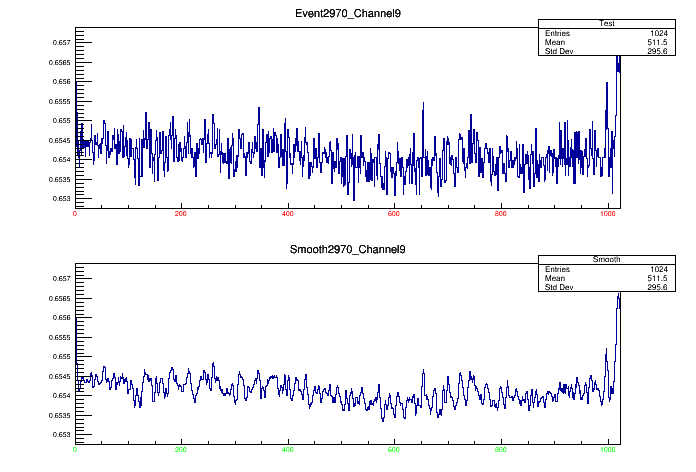 Event2970_Channel9
Test
Entries 1024
Mean 511.5
Std Dev 295.6
0.657
0.6565
0.656
0.6555
0.655
0.6545
0.654
0.6535
0.653
0 200 400 600 800 1000
Smooth2970_Channel9
Smooth
Entries 1024
Mean 511.5
Std Dev 295.6
0.657
0.6565
0.656
0.6555
0.655
0.6545
0.654
0.6535
0.653
0 200 400 600 800 1000